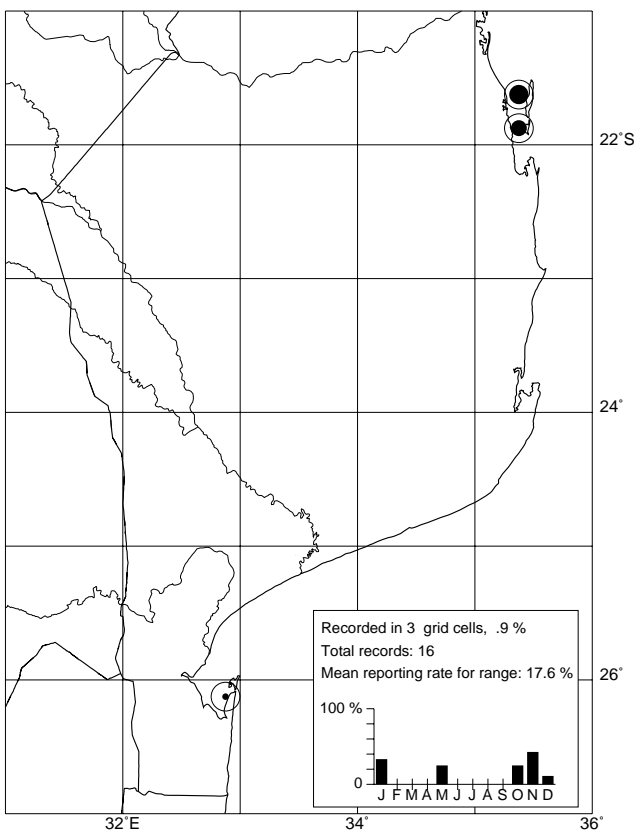 22˚S
24˚
Recorded in 3 grid cells, .9 %
Total records: 16
Mean reporting rate for range: 17.6 %
26˚
100 %
0
J F M A M J J A S O N D
32˚E
34
36˚